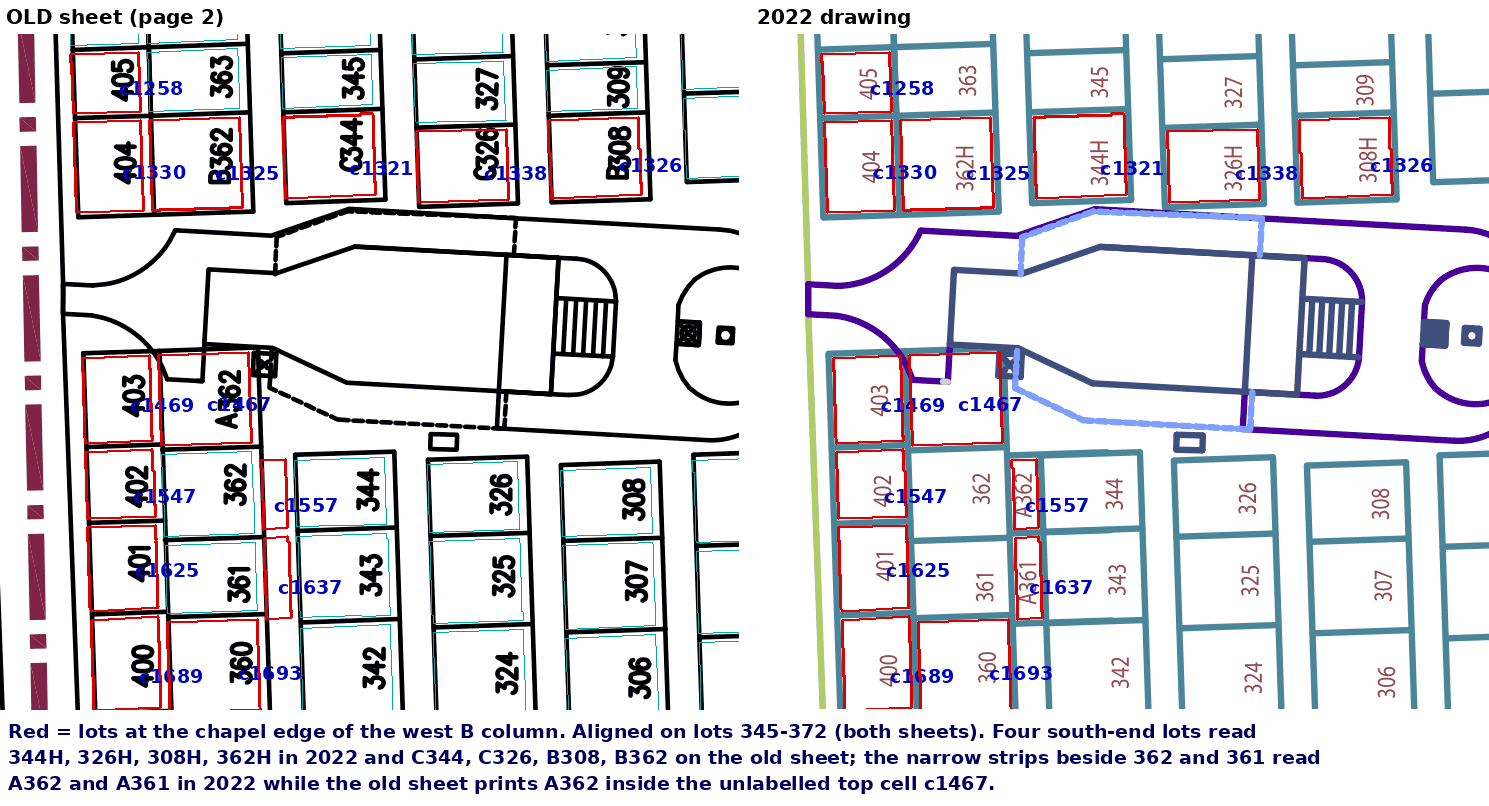 OLD sheet (page 2)
2022 drawing
405
c1258
363
345
327
309
404
c1330
B362
c1325
C344
c1321
C326
c1338
B308
c1326
403
c1469
A362
c1467
402
c1547
362
c1557
344
326
308
401
c1625
361
c1637
343
325
307
400
c1689
360
c1693
342
324
306
405
c1258
363
345
327
309
404
c1330
362H
c1325
344H
c1321
326H
c1338
308H
c1326
403
c1469
c1467
402
c1547
362
A362
c1557
344
326
308
401
c1625
361
A361
c1637
343
325
307
400
c1689
360
c1693
342
324
306
Red = lots at the chapel edge of the west B column. Aligned on lots 345-372 (both sheets). Four south-end lots read
344H, 326H, 308H, 362H in 2022 and C344, C326, B308, B362 on the old sheet; the narrow strips beside 362 and 361 read
A362 and A361 in 2022 while the old sheet prints A362 inside the unlabelled top cell c1467.